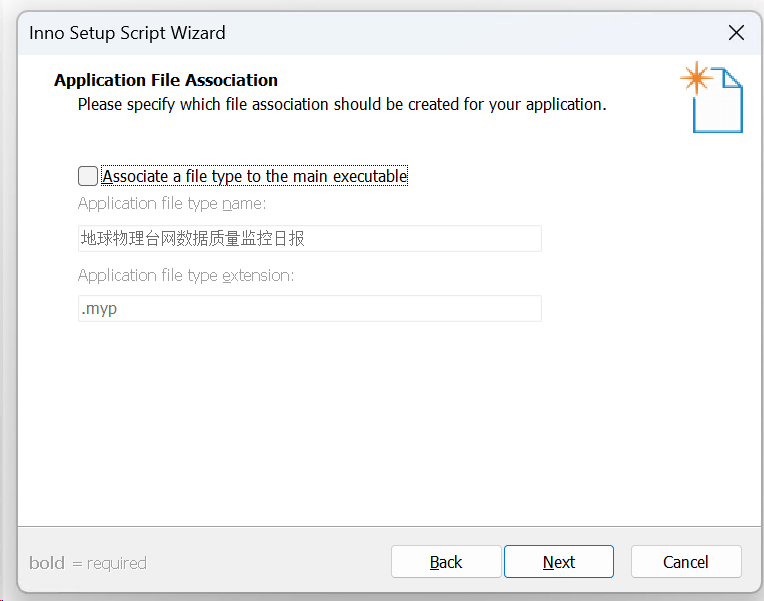 Inno Setup Script Wizard
Application File Association
Please specify which file association should be created for your application.
Associate a file type to the main executable
Application file type name:
地球物理台网数据质量监控日报
Application file type extension:
.myp
bold = required
Back
Next
Cancel